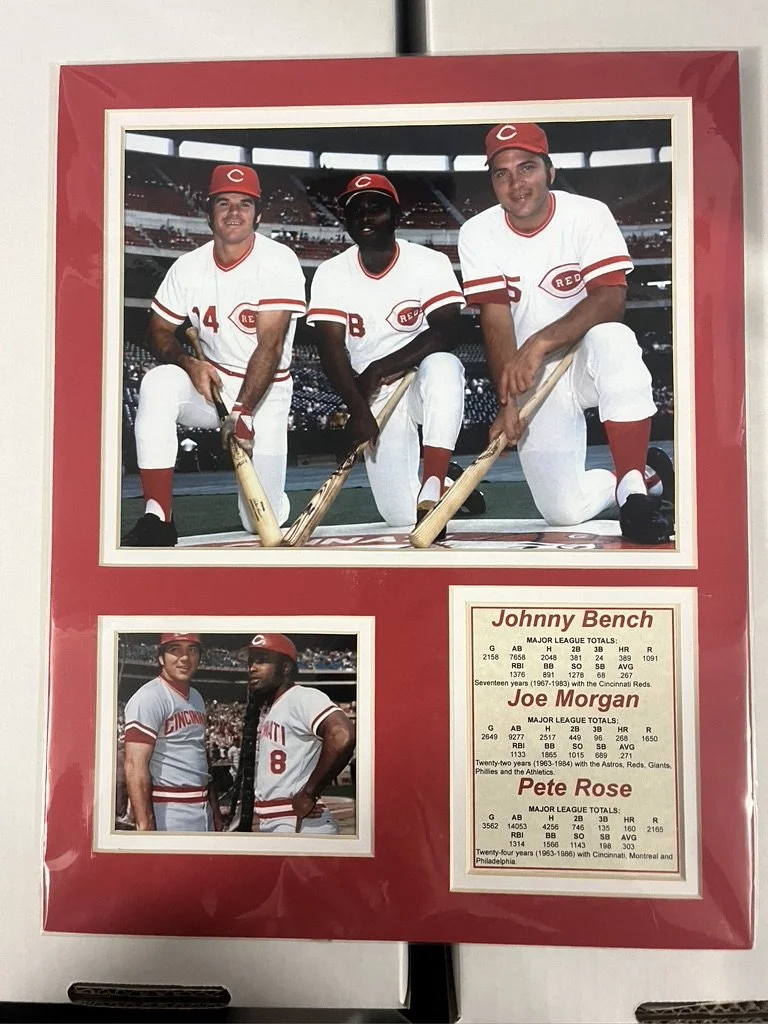 C
C
C
14
RE
8
REDS
5
REDS
C
CINCINNATI
NATI
8
Johnny Bench
MAJOR LEAGUE TOTALS:
G AB H 2B 3B HR R
2158 7658 2048 381 24 389 1091
RBI BB SO SB AVG
1376 891 1278 68 .267
Seventeen years (1967-1983) with the Cincinnati Reds.
Joe Morgan
MAJOR LEAGUE TOTALS:
G AB H 2B 3B HR R
2649 9277 2517 449 96 268 1650
RBI BB SO SB AVG
1133 1865 1015 689 .271
Twenty-two years (1963-1984) with the Astros, Reds, Giants,
Phillies and the Athletics.
Pete Rose
MAJOR LEAGUE TOTALS:
G AB H 2B 3B HR R
3562 14053 4256 746 135 160 2165
RBI BB SO SB AVG
1314 1566 1143 198 .303
Twenty-four years (1963-1986) with Cincinnati, Montreal and
Philadelphia.